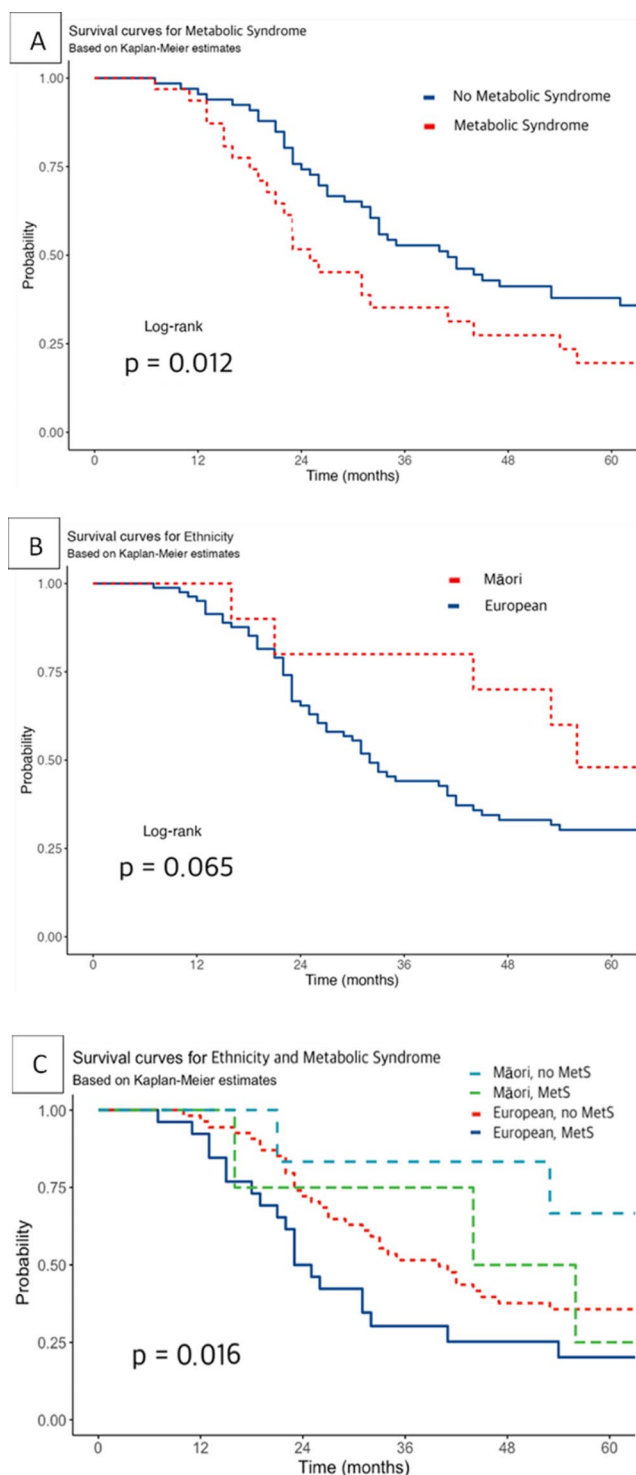 A
Survival curves for Metabolic Syndrome
Based on Kaplan-Meier estimates
1.00
No Metabolic Syndrome
Metabolic Syndrome
0.75
Probability
0.50
Log-rank
0.25
p = 0.012
0.00
0 12 24 36 48 60
Time (months)
B
Survival curves for Ethnicity
Based on Kaplan-Meier estimates
1.00
Māori
European
0.75
Probability
0.50
Log-rank
0.25
p = 0.065
0.00
0 12 24 36 48 60
Time (months)
C
Survival curves for Ethnicity and Metabolic Syndrome
Based on Kaplan-Meier estimates
Māori, no MetS
Māori, MetS
European, no MetS
European, MetS
1.00
0.75
Probability
0.50
0.25
p = 0.016
0.00
0 12 24 36 48 60
Time (months)